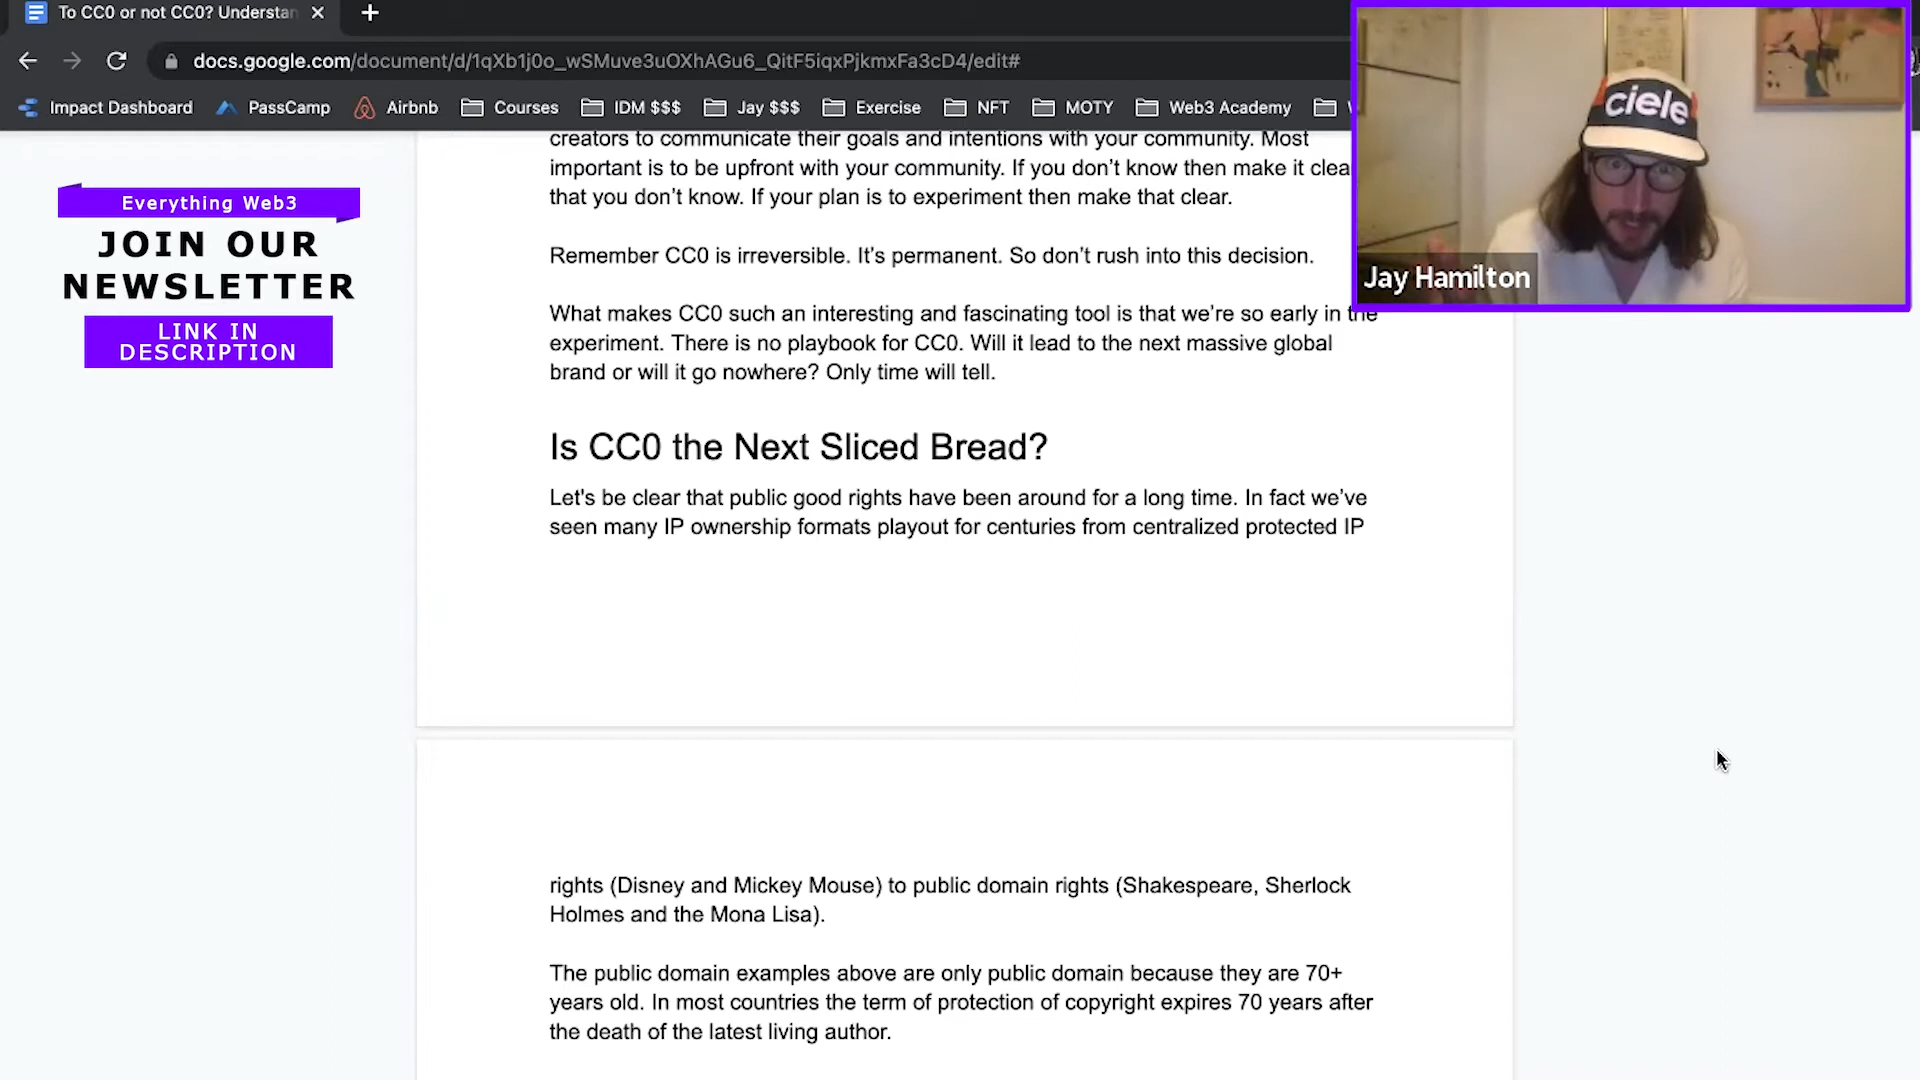 To CC0 or not CC0? Understan
docs.google.com/document/d/1qXb1j0o_wSMuve3uOXhAGu6_QitF5iqxPjkmxFa3cD4/edit#
Impact Dashboard PassCamp Airbnb Courses IDM $$$ Jay $$$ Exercise NFT MOTY Web3 Academy
ciele
Jay Hamilton
Everything Web3
JOIN OUR
NEWSLETTER
LINK IN
DESCRIPTION
creators to communicate their goals and intentions with your community. Most
important is to be upfront with your community. If you don’t know then make it clea
that you don’t know. If your plan is to experiment then make that clear.
Remember CC0 is irreversible. It’s permanent. So don’t rush into this decision.
What makes CC0 such an interesting and fascinating tool is that we’re so early in the
experiment. There is no playbook for CC0. Will it lead to the next massive global
brand or will it go nowhere? Only time will tell.
Is CC0 the Next Sliced Bread?
Let's be clear that public good rights have been around for a long time. In fact we’ve
seen many IP ownership formats playout for centuries from centralized protected IP
rights (Disney and Mickey Mouse) to public domain rights (Shakespeare, Sherlock
Holmes and the Mona Lisa).
The public domain examples above are only public domain because they are 70+
years old. In most countries the term of protection of copyright expires 70 years after
the death of the latest living author.